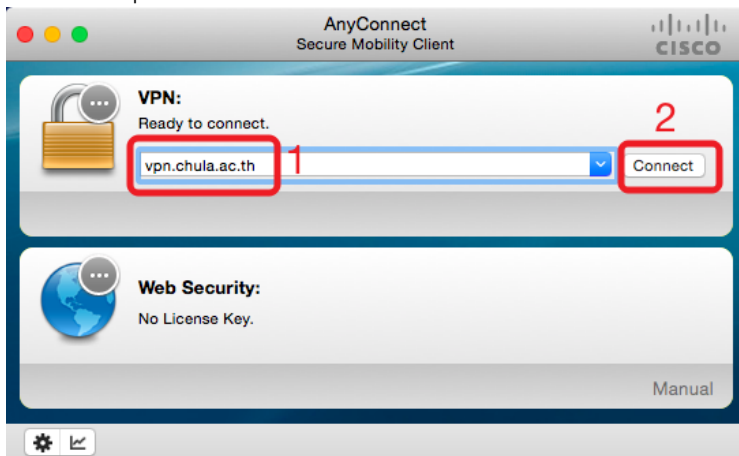 AnyConnect
Secure Mobility Client
CISCO
VPN:
Ready to connect.
2
vpn.chula.ac.th
1
Connect
Web Security:
No License Key.
Manual